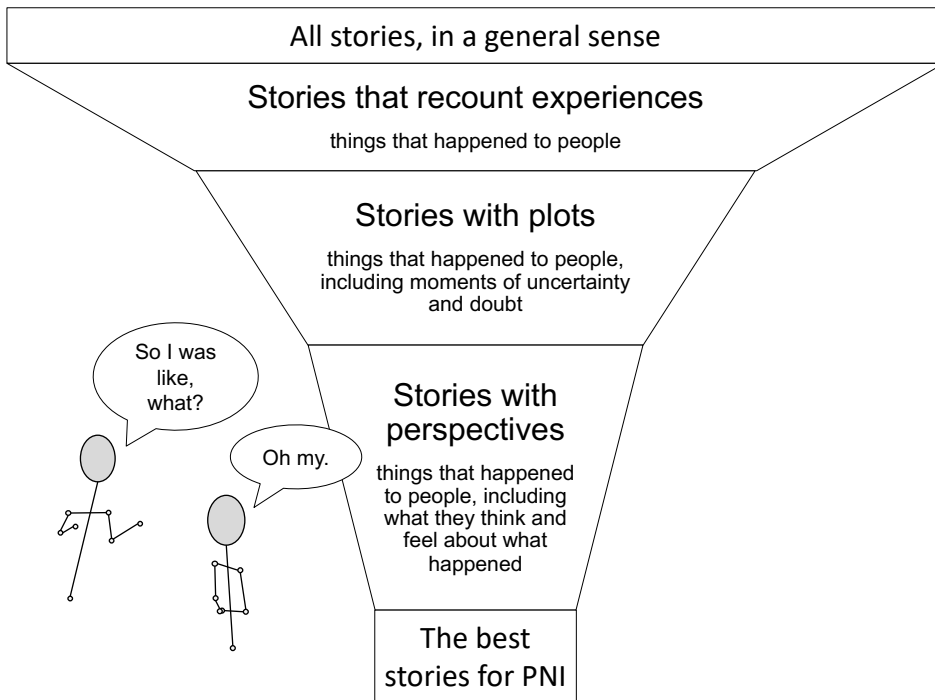 All stories, in a general sense
Stories that recount experiences
things that happened to people
Stories with plots
things that happened to people,
including moments of uncertainty
and doubt
So I was
like,
what?
Oh my.
Stories with
perspectives
things that happened
to people, including
what they think and
feel about what
happened
The best
stories for PNI